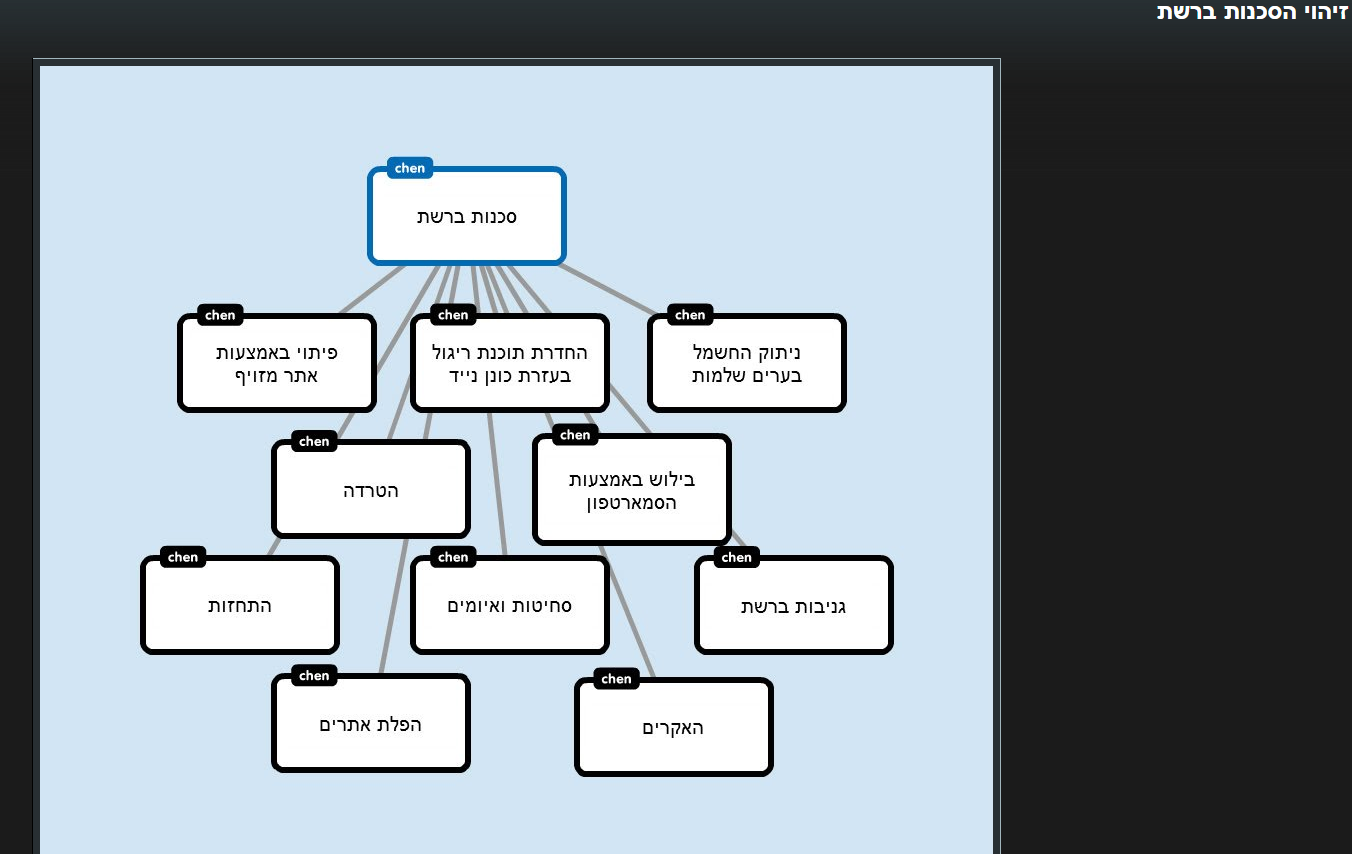 זיהוי הסכנות ברשת
chen
סכנות ברשת
chen
פיתוי באמצעות
אתר מזויף
chen
החדרת תוכנת ריגול
בעזרת כונן נייד
chen
ניתוק החשמל
בערים שלמות
chen
הטרדה
chen
בילוש באמצעות
הסמארטפון
chen
התחזות
chen
סחיטות ואיומים
chen
גניבות ברשת
chen
הפלת אתרים
chen
האקרים